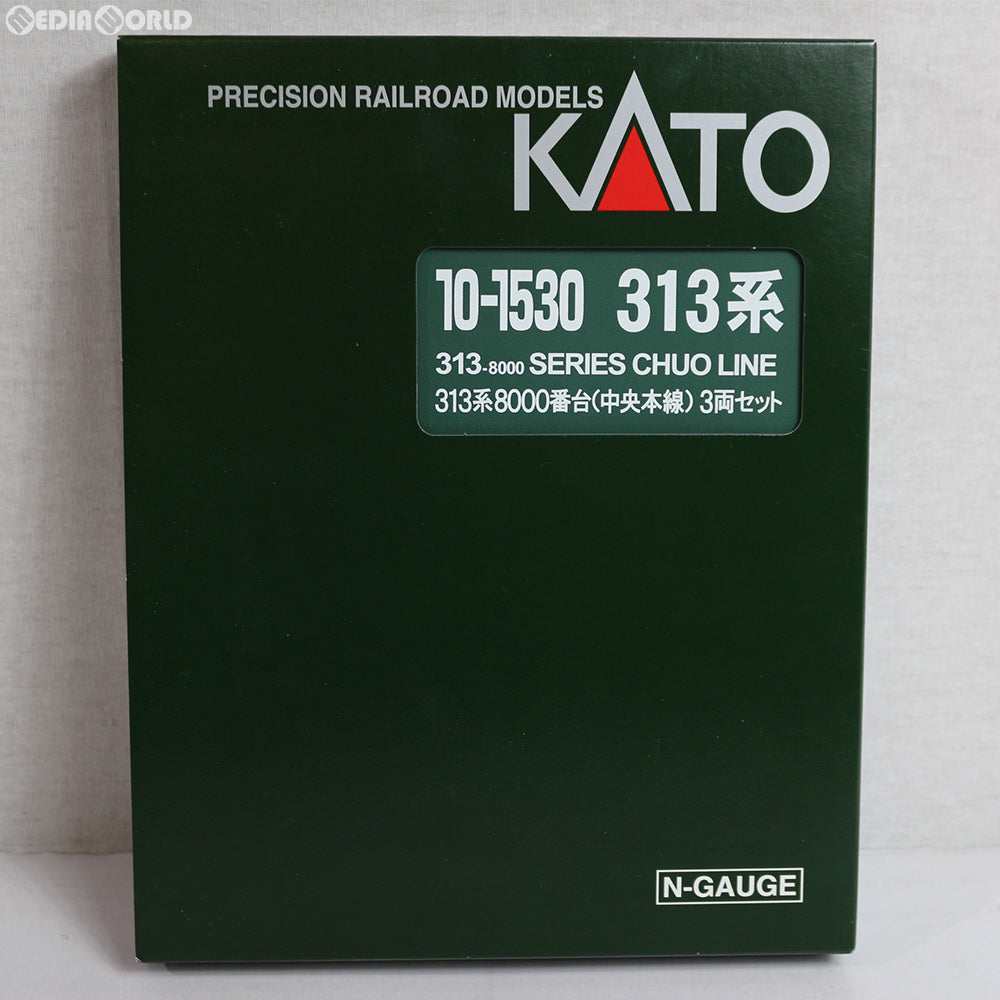 MEDIAWORLD
PRECISION RAILROAD MODELS
KATO
10-1530 313系
313-8000 SERIES CHUO LINE
313系8000番台(中央本線) 3両セット
N-GAUGE